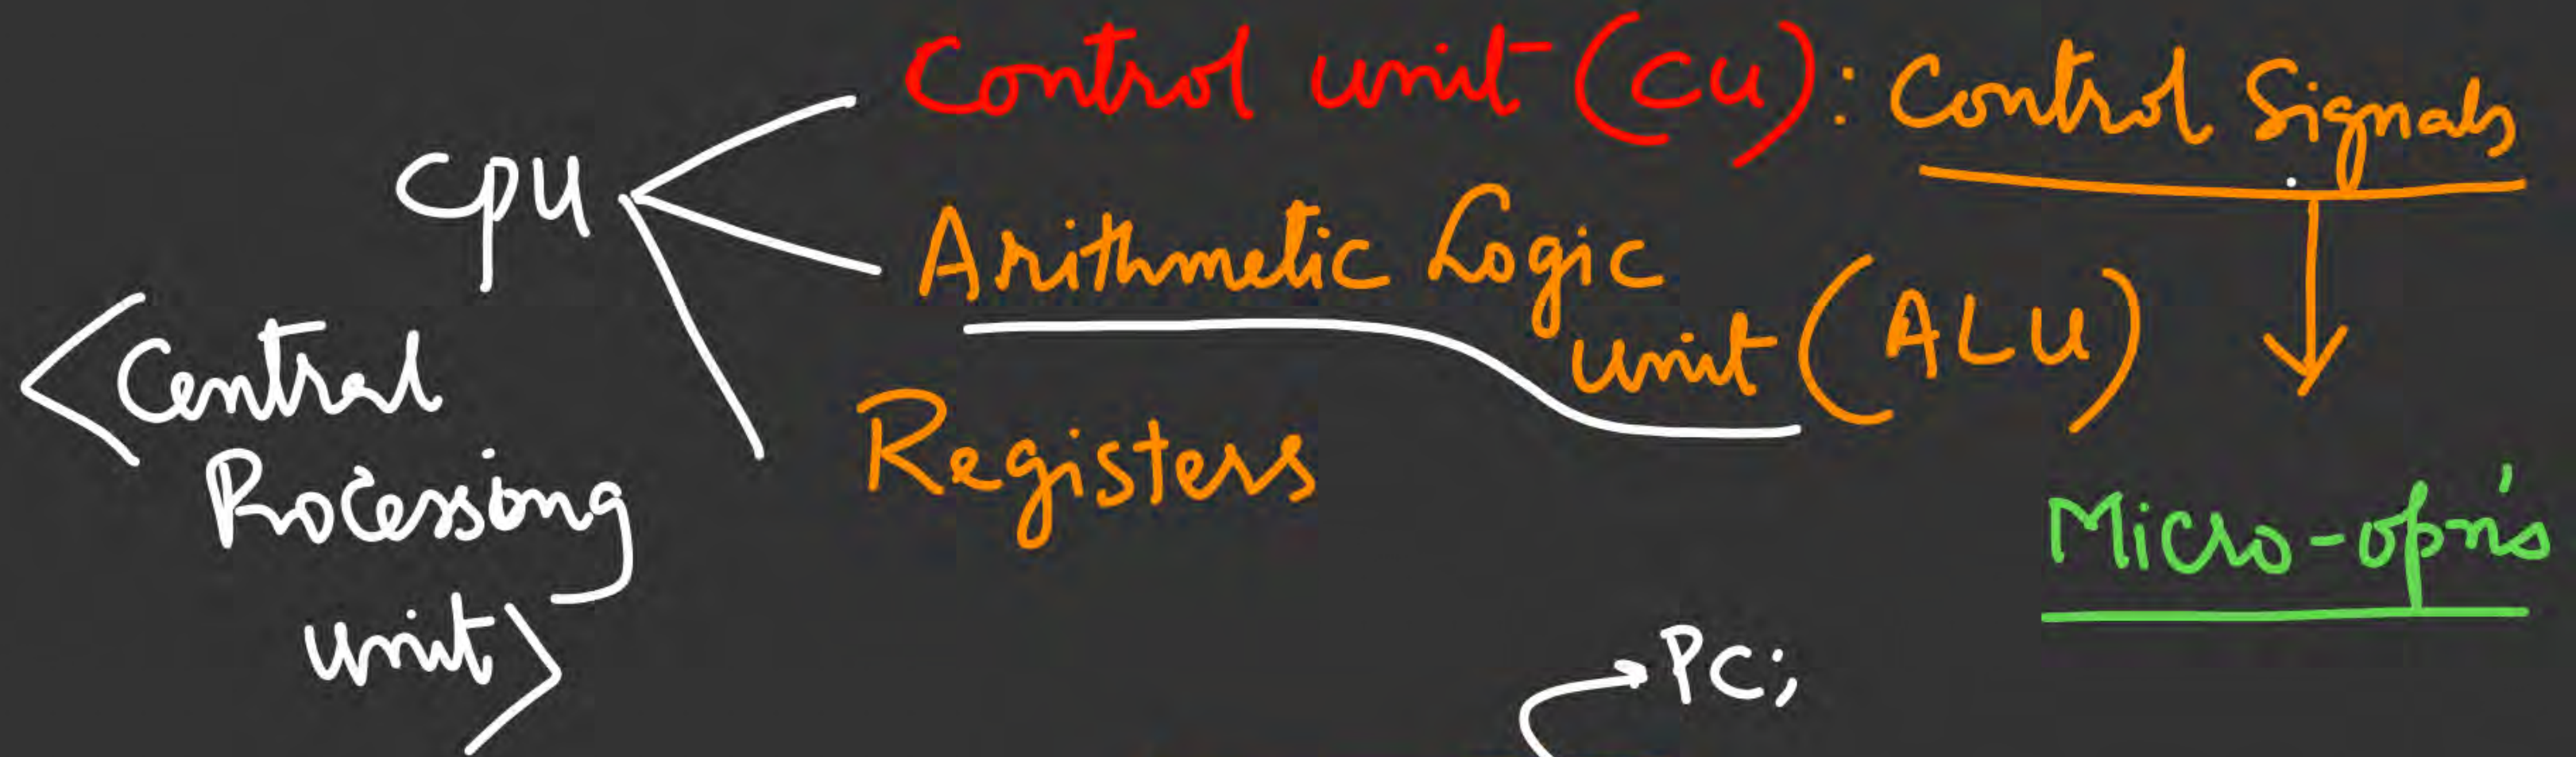 Control unit (CU): Control Signals
CPU
Arithmetic Logic
unit (ALU)
<Central
Processing
unit>
Registers
Micro-opn's
PC;